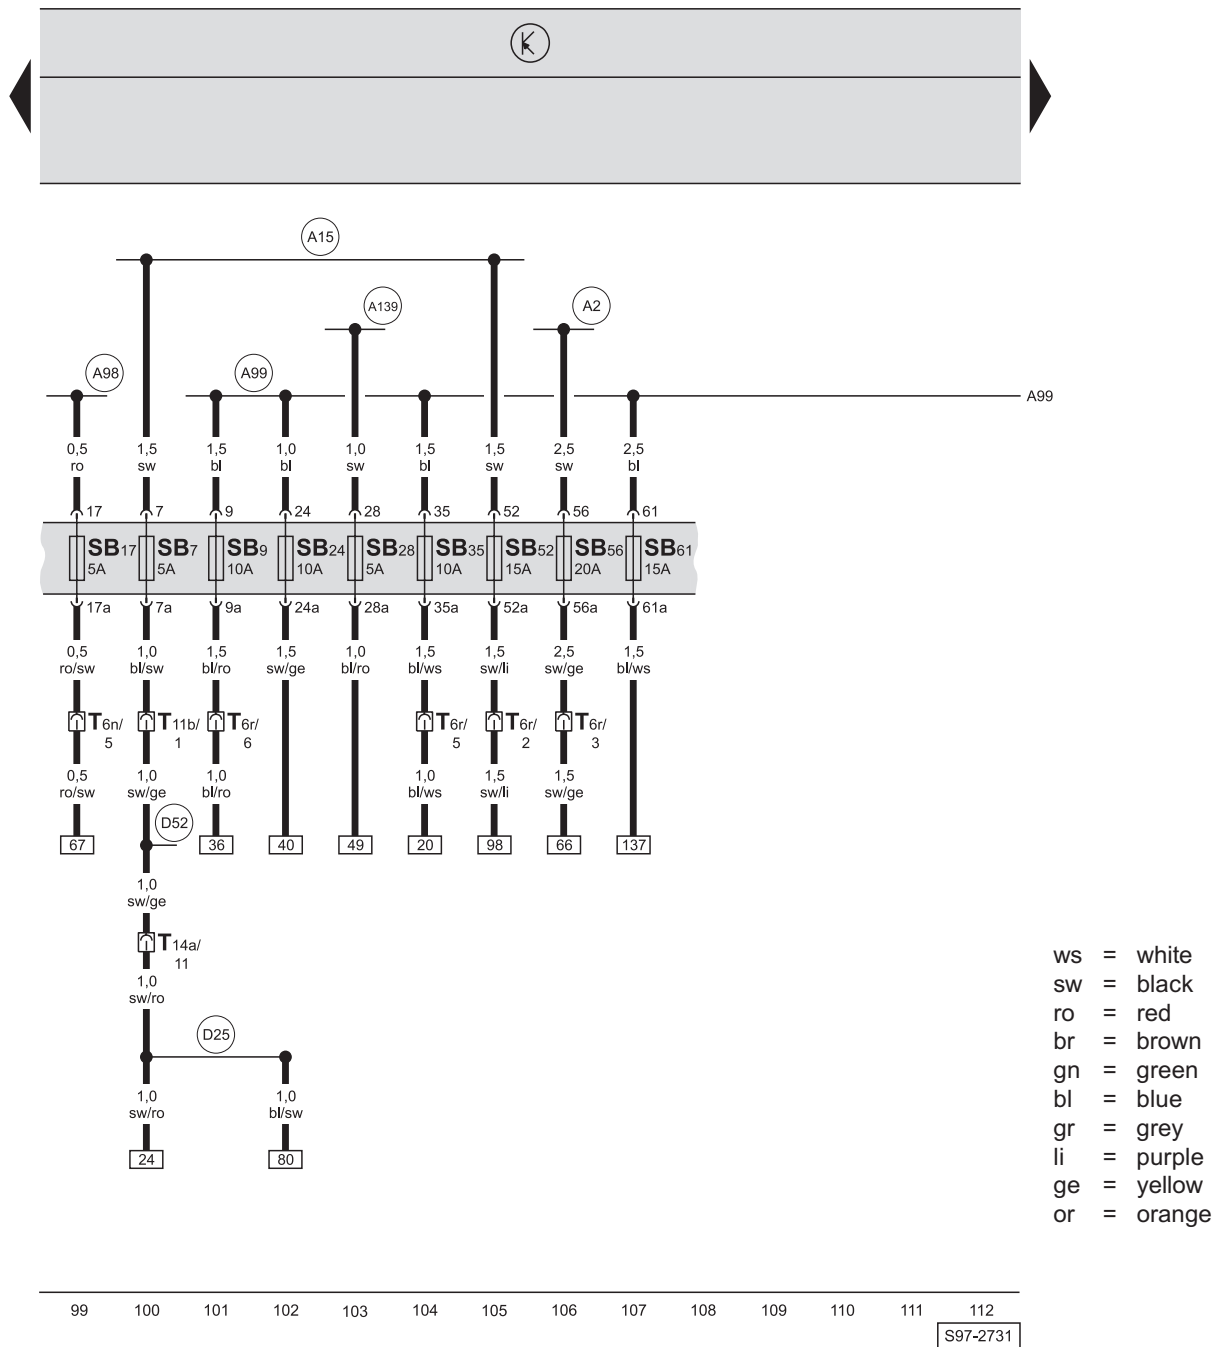 A15
A139
A2
A98
A99
A99
0,5 1,5 1,5 1,0 1,0 1,5 1,5 2,5 2,5
ro sw bl bl sw bl sw sw bl
17 7 9 24 28 35 52 56 61
SB17 SB7 SB9 SB24 SB28 SB35 SB52 SB56 SB61
5A 5A 10A 10A 5A 10A 15A 20A 15A
17a 7a 9a 24a 28a 35a 52a 56a 61a
0,5 1,0 1,5 1,5 1,0 1,5 1,5 2,5 1,5
ro/sw bl/sw bl/ro sw/ge bl/ro bl/ws sw/li sw/ge bl/ws
T6n/ T11b/ T6r/ T6r/ T6r/ T6r/
5 1 6 5 2 3
0,5 1,0 1,0 1,0 1,5 1,5
ro/sw sw/ge bl/ro bl/ws sw/li sw/ge
D52
67 36 40 49 20 98 66 137
1,0
sw/ge
T14a/
11
1,0
sw/ro
D25
1,0 1,0
sw/ro bl/sw
24 80
ws = white
sw = black
ro = red
br = brown
gn = green
bl = blue
gr = grey
li = purple
ge = yellow
or = orange
99 100 101 102 103 104 105 106 107 108 109 110 111 112
S97-2731